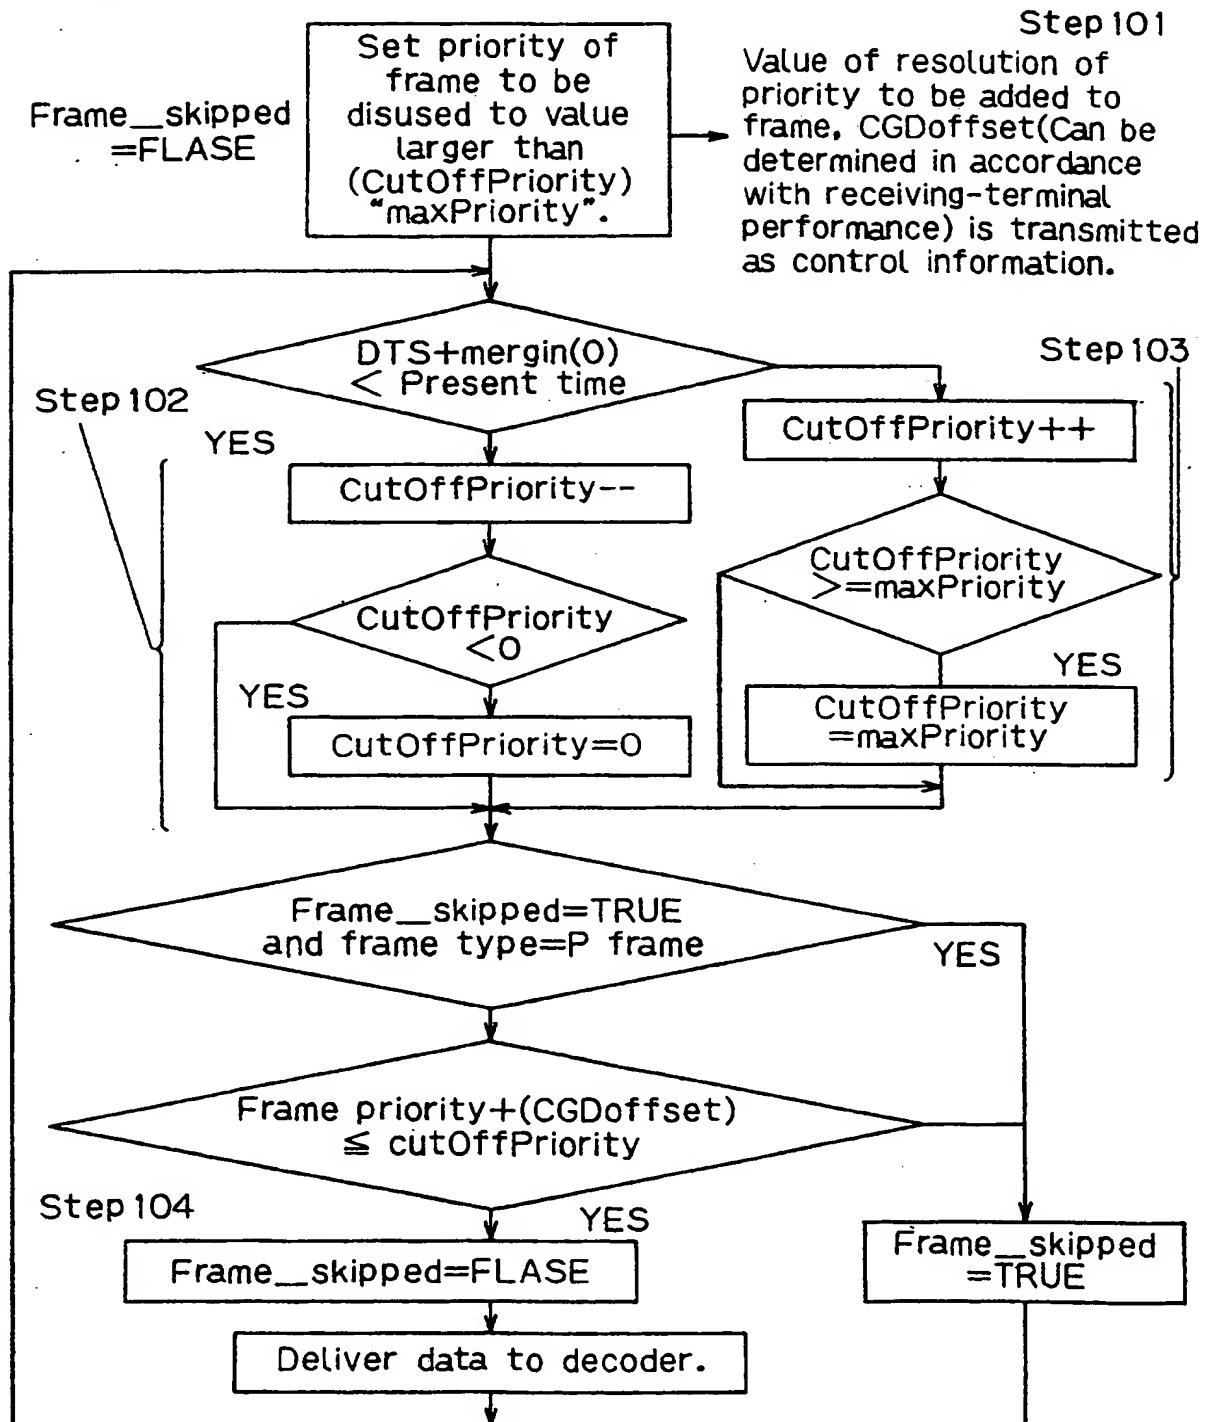 Step 101
Set priority of
frame to be
disused to value
larger than
(CutOffPriority)
"maxPriority".
Frame__skipped
=FLASE
Value of resolution of
priority to be added to
frame, CGDoffset(Can be
determined in accordance
with receiving-terminal
performance) is transmitted
as control information.
DTS+mergin(0)
< Present time
Step 103
Step 102
YES
CutOffPriority++
CutOffPriority--
CutOffPriority
>=maxPriority
CutOffPriority
<0
YES
YES
CutOffPriority
=maxPriority
CutOffPriority=0
Frame__skipped=TRUE
and frame type=P frame
YES
Frame priority+(CGDoffset)
≦ cutOffPriority
Step 104
YES
Frame__skipped=FLASE
Frame__skipped
=TRUE
Deliver data to decoder.